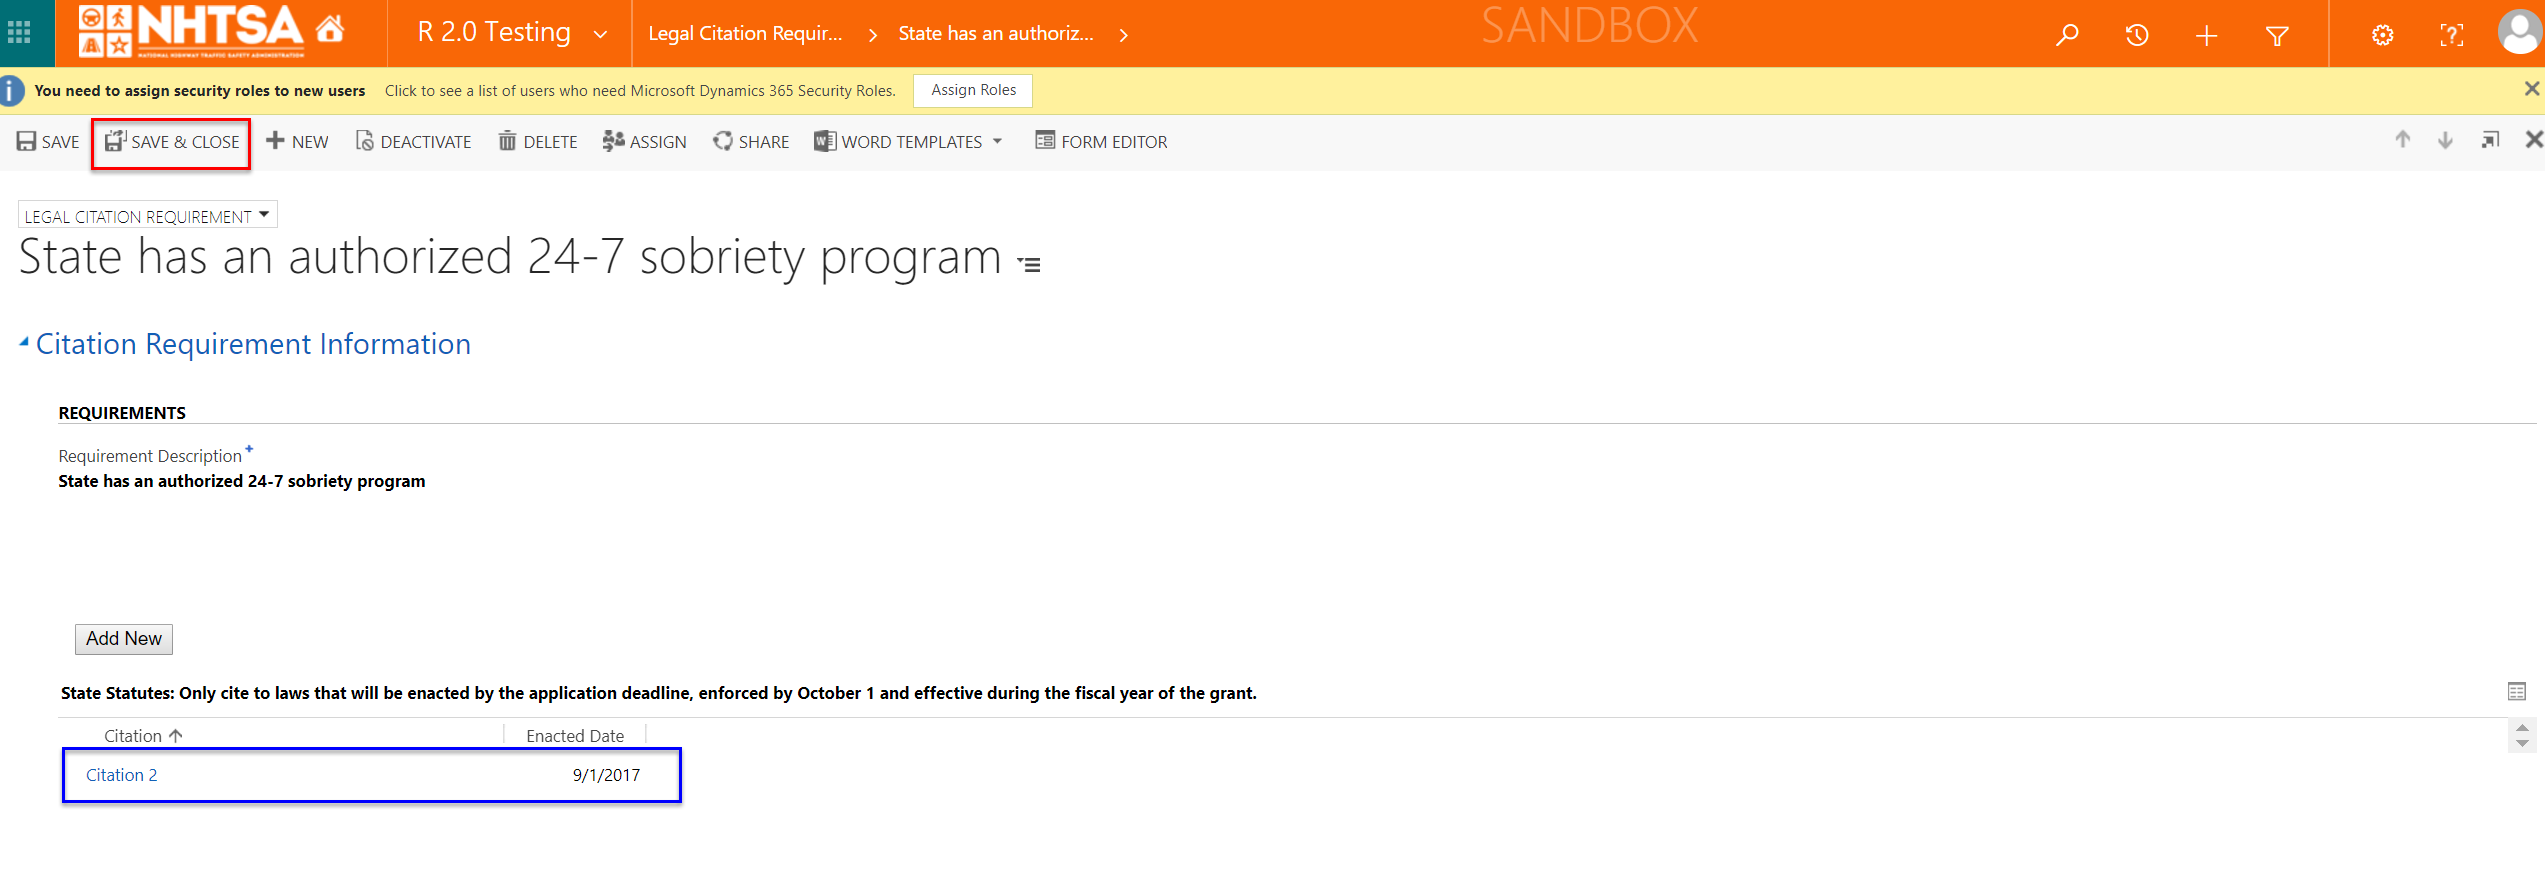 NHTSA
NATIONAL HIGHWAY TRAFFIC SAFETY ADMINISTRATION
R 2.0 Testing
Legal Citation Requir...
State has an authoriz...
SANDBOX
You need to assign security roles to new users Click to see a list of users who need Microsoft Dynamics 365 Security Roles. Assign Roles
SAVE SAVE & CLOSE NEW DEACTIVATE DELETE ASSIGN SHARE WORD TEMPLATES FORM EDITOR
LEGAL CITATION REQUIREMENT
State has an authorized 24-7 sobriety program
Citation Requirement Information
REQUIREMENTS
Requirement Description
State has an authorized 24-7 sobriety program
Add New
State Statutes: Only cite to laws that will be enacted by the application deadline, enforced by October 1 and effective during the fiscal year of the grant.
Citation Enacted Date
Citation 2 9/1/2017